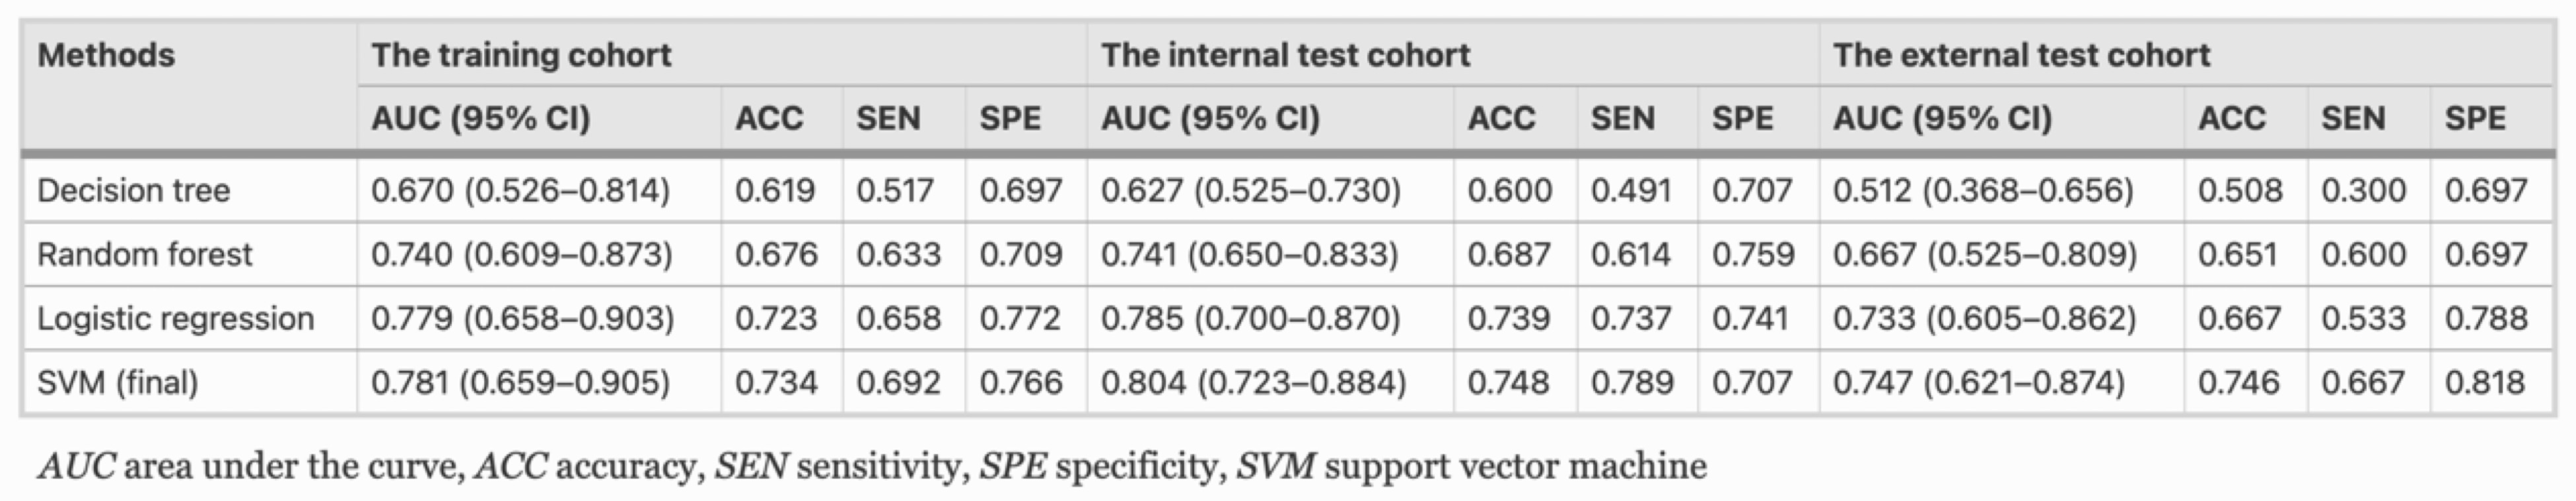 Methods The training cohort The internal test cohort The external test cohort
AUC (95% CI) ACC SEN SPE AUC (95% CI) ACC SEN SPE AUC (95% CI) ACC SEN SPE
Decision tree 0.670 (0.526–0.814) 0.619 0.517 0.697 0.627 (0.525–0.730) 0.600 0.491 0.707 0.512 (0.368–0.656) 0.508 0.300 0.697
Random forest 0.740 (0.609–0.873) 0.676 0.633 0.709 0.741 (0.650–0.833) 0.687 0.614 0.759 0.667 (0.525–0.809) 0.651 0.600 0.697
Logistic regression 0.779 (0.658–0.903) 0.723 0.658 0.772 0.785 (0.700–0.870) 0.739 0.737 0.741 0.733 (0.605–0.862) 0.667 0.533 0.788
SVM (final) 0.781 (0.659–0.905) 0.734 0.692 0.766 0.804 (0.723–0.884) 0.748 0.789 0.707 0.747 (0.621–0.874) 0.746 0.667 0.818
AUC area under the curve, ACC accuracy, SEN sensitivity, SPE specificity, SVM support vector machine